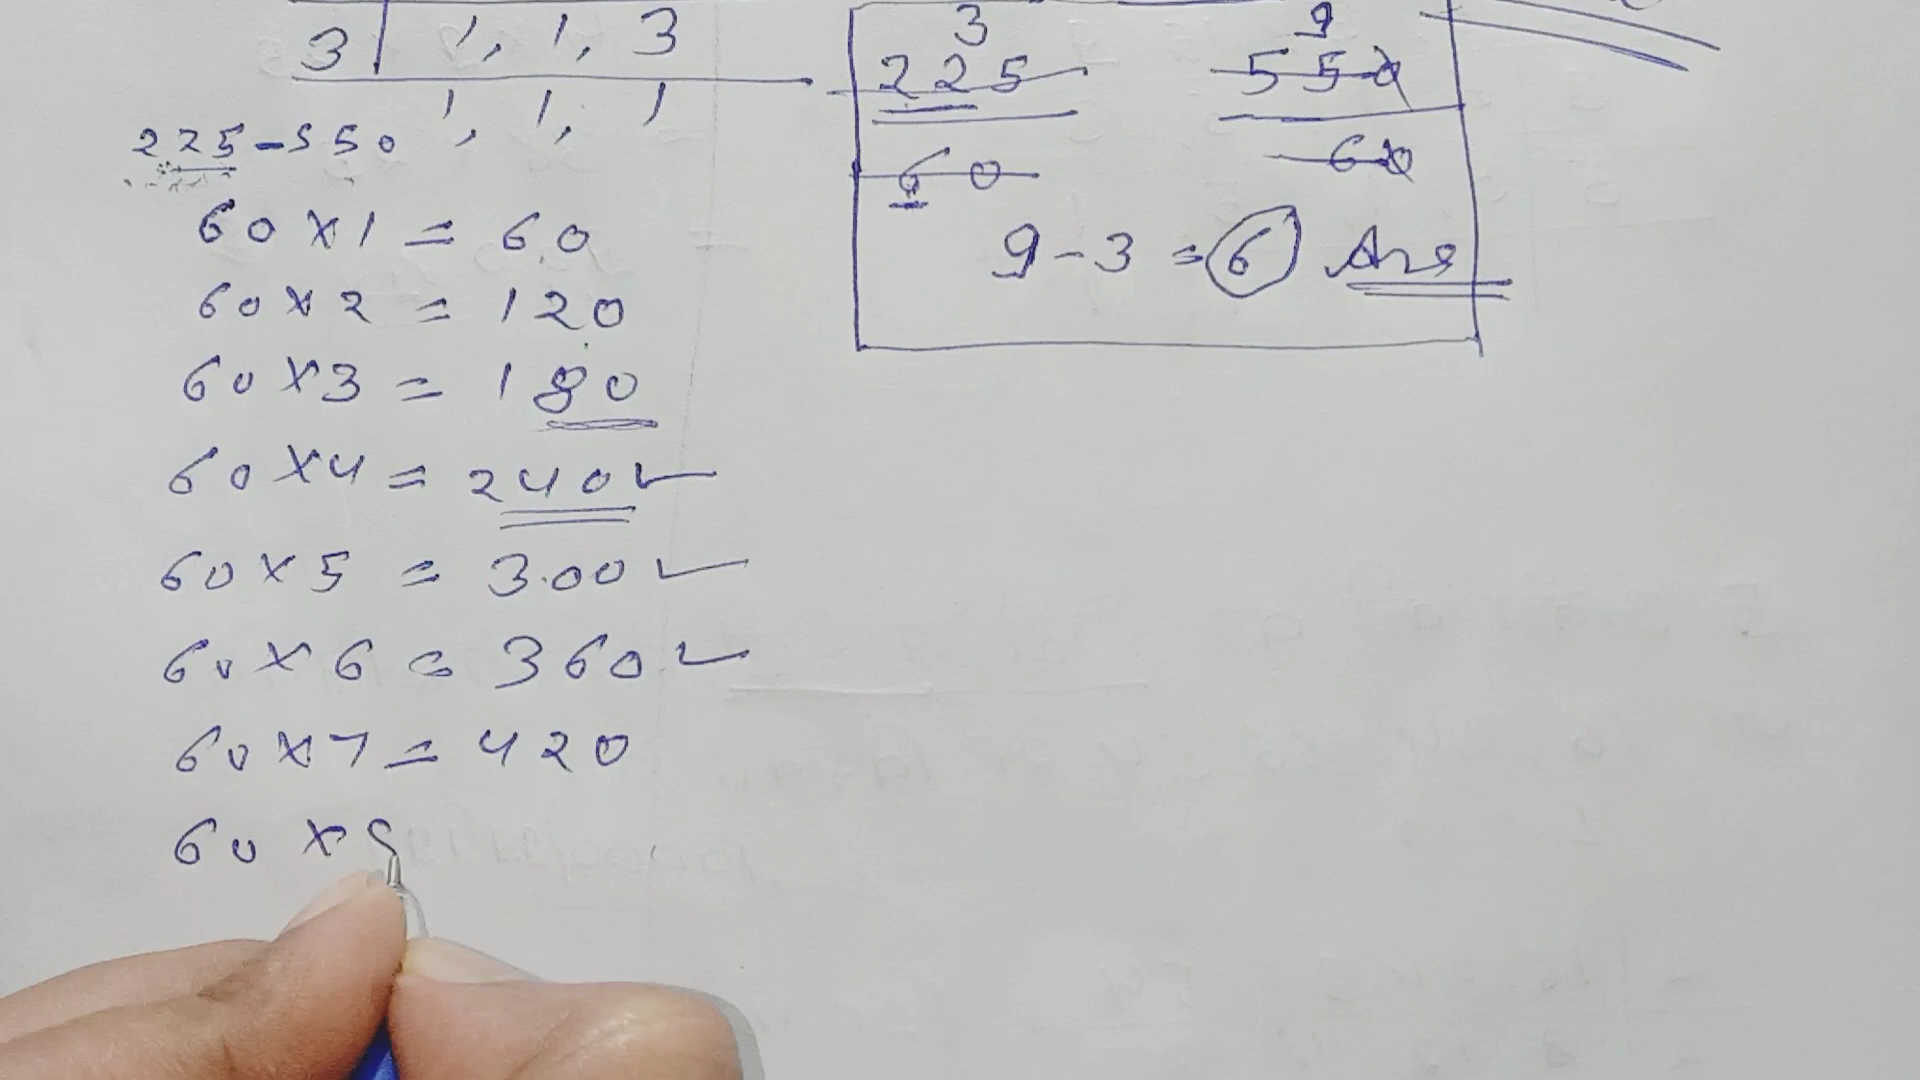 3 | 1, 1, 3
1, 1, 1
225-550
60 × 1 = 60
60 × 2 = 120
60 × 3 = 180
60 × 4 = 240 ✓
60 × 5 = 300 ✓
60 × 6 = 360 ✓
60 × 7 = 420
60 ×
3 9
225 550
60 60
9-3 = 6 Ans